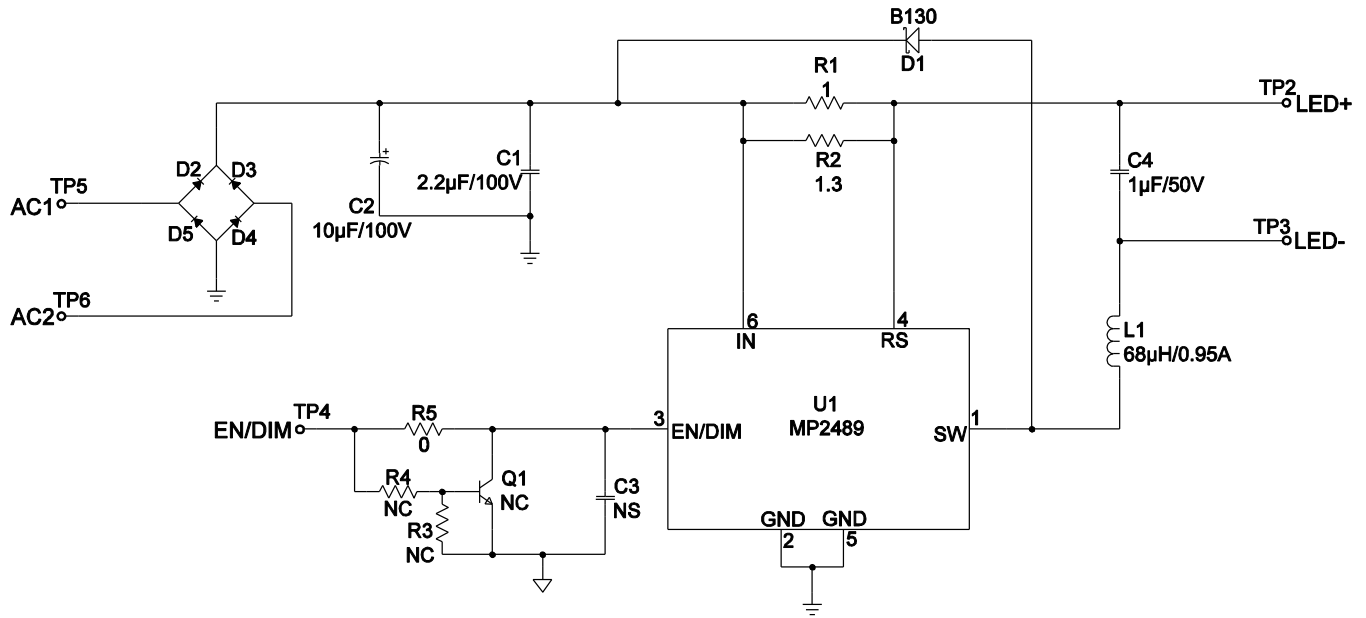 B130
D1
R1
1
TP2
LED+
R2
1.3
C1
2.2µF/100V
C4
1µF/50V
D2
D3
TP5
AC1
C2
10µF/100V
D5
D4
TP3
LED-
TP6
AC2
6
IN
4
RS
L1
68µH/0.95A
U1
MP2489
TP4
EN/DIM
R5
0
3
EN/DIM
1
SW
R4
NC
Q1
NC
C3
NS
R3
NC
GND
GND
2
5
+